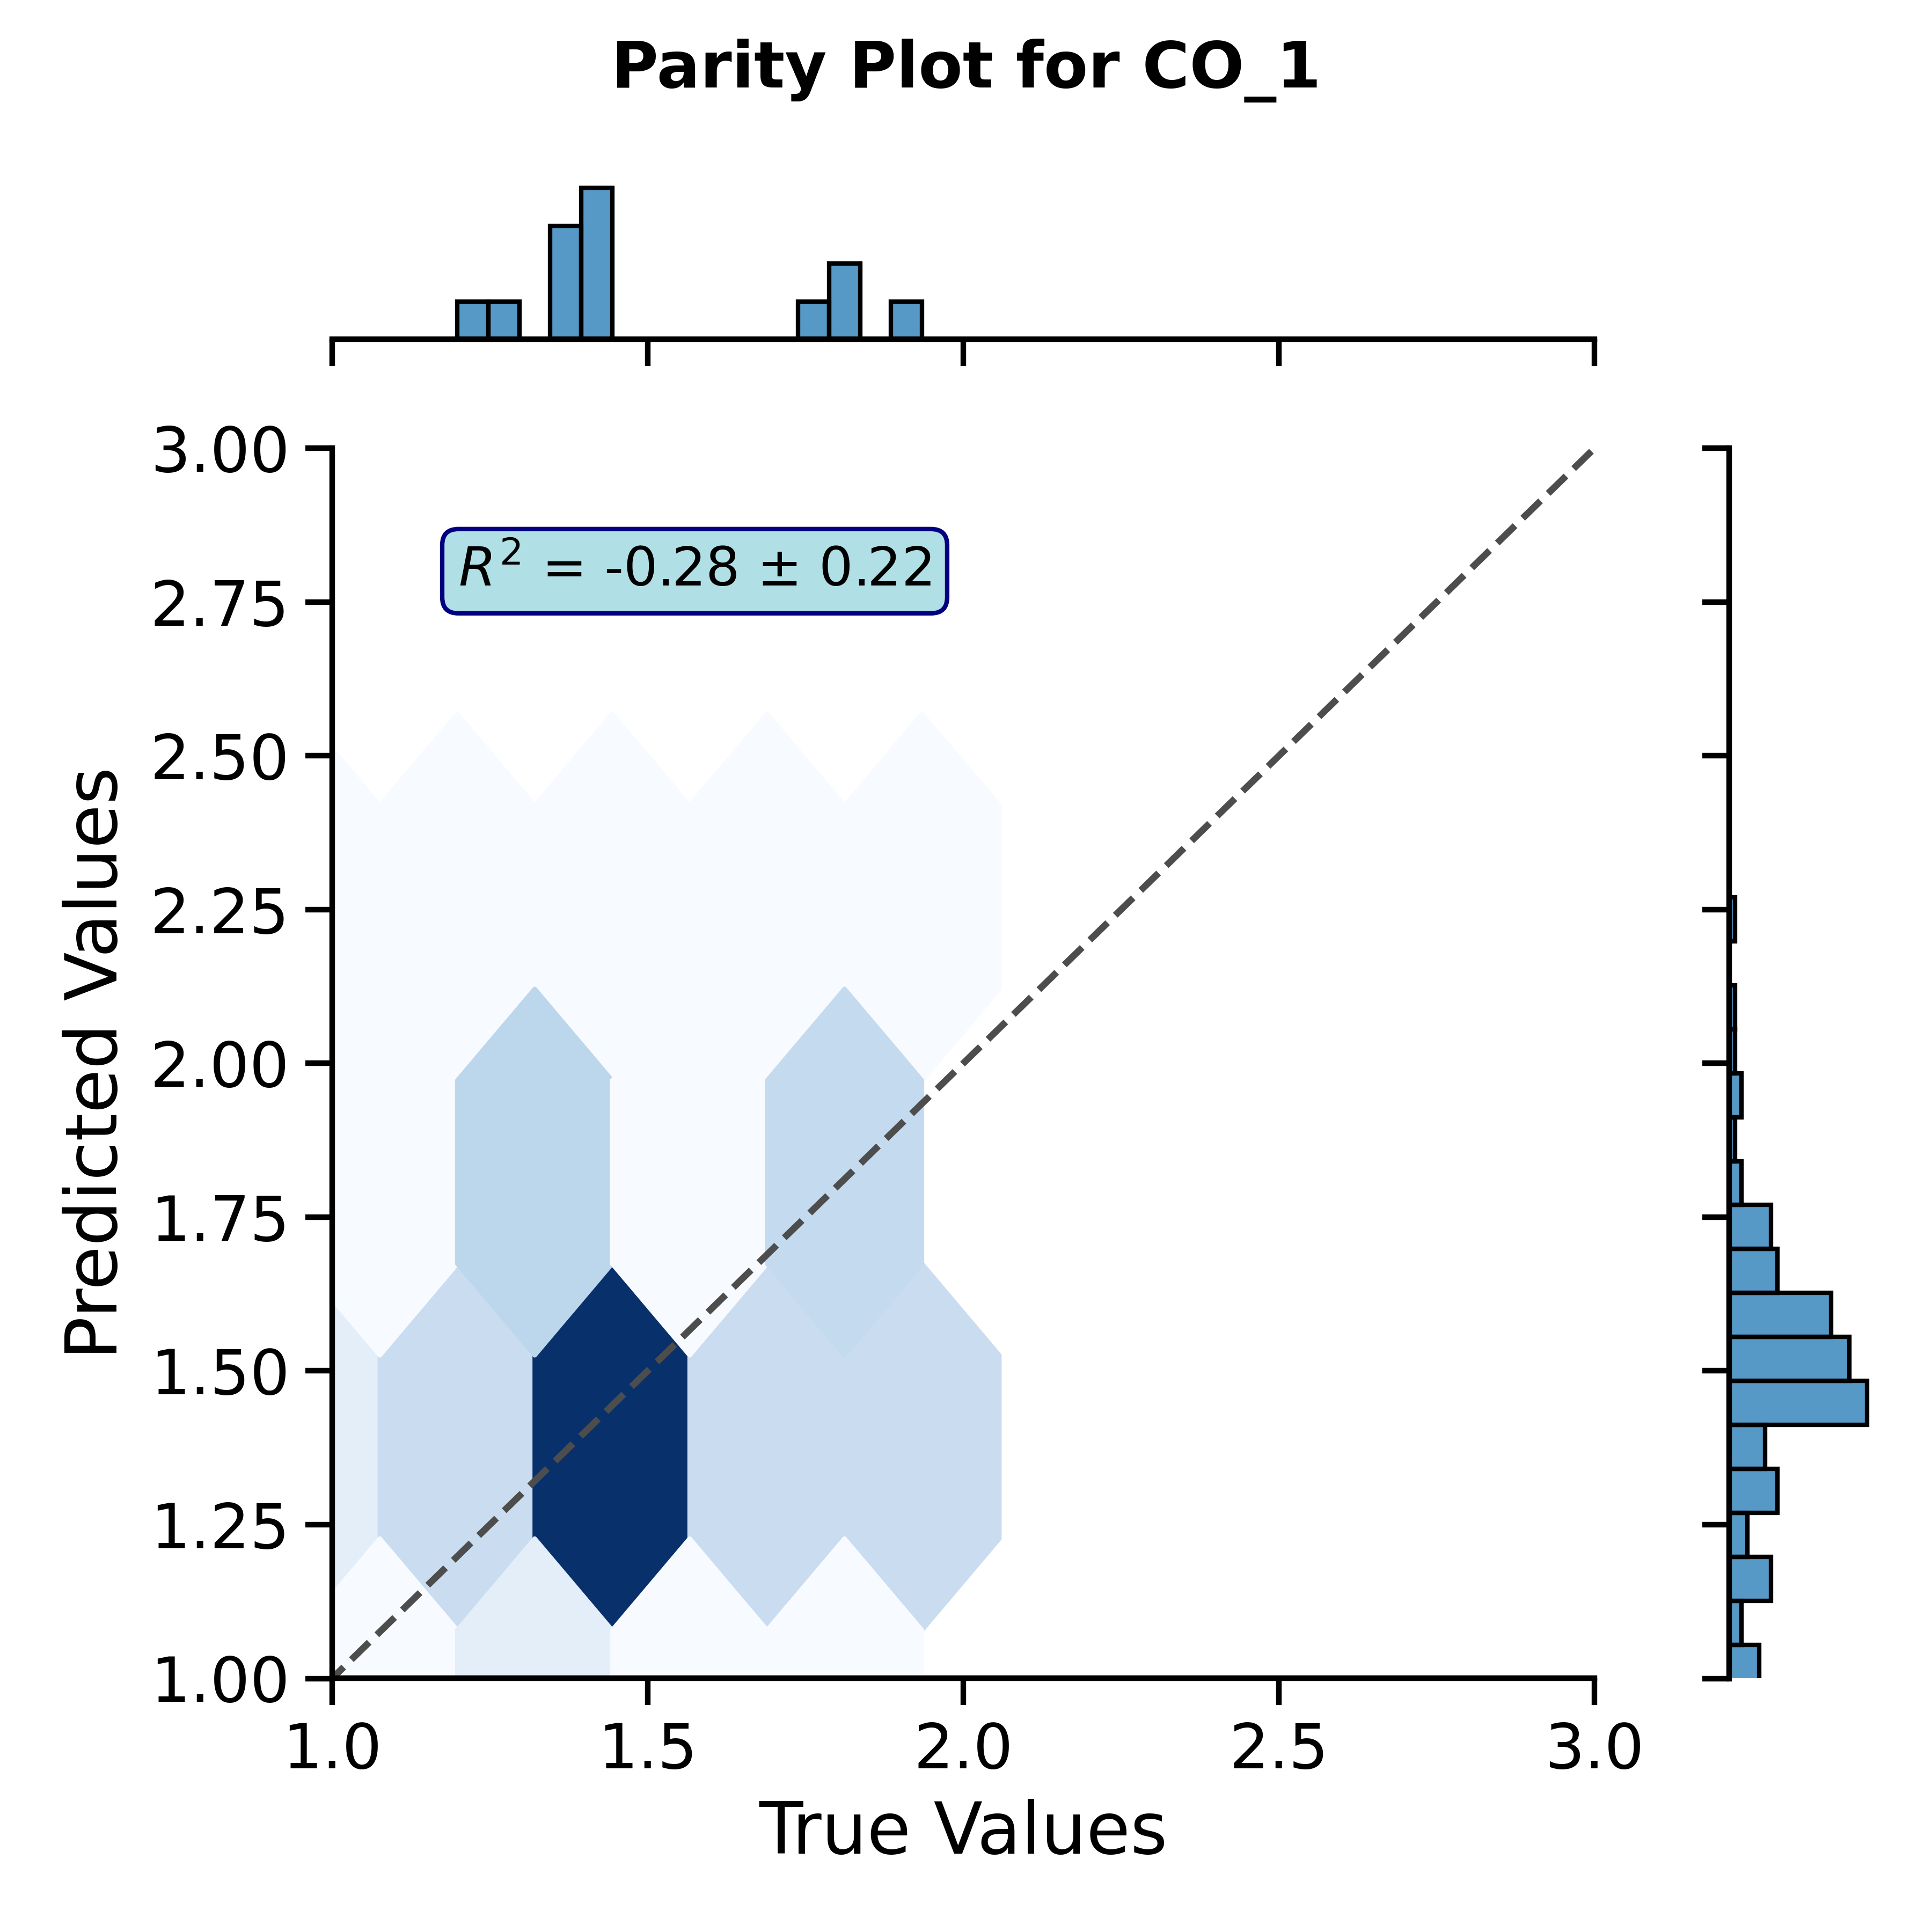 Parity Plot for CO_1
R² = -0.28 ± 0.22
Predicted Values
3.00
2.75
2.50
2.25
2.00
1.75
1.50
1.25
1.00
1.0 1.5 2.0 2.5 3.0
True Values